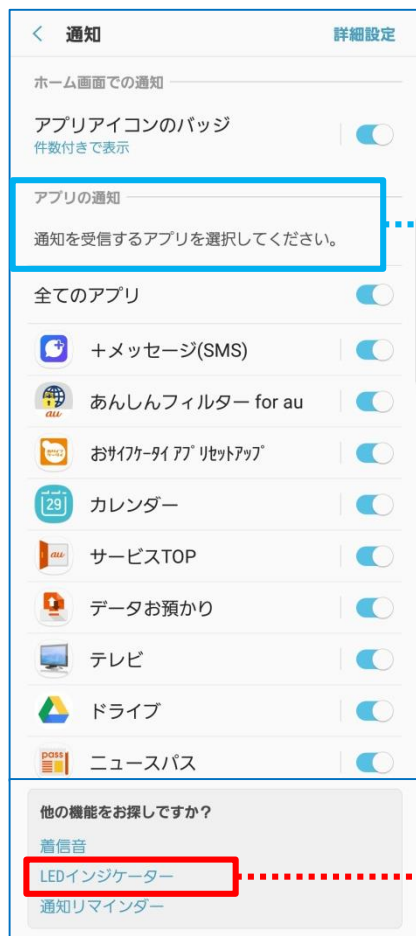 通知
詳細設定
ホーム画面での通知
アプリアイコンのバッジ
件数付きで表示
アプリの通知
通知を受信するアプリを選択してください。
全てのアプリ
+メッセージ(SMS)
au
あんしんフィルター for au
おサイフケータイ アプリセットアップ
29
カレンダー
au
サービスTOP
データお預かり
テレビ
ドライブ
pass
ニュースパス
他の機能をお探しですか?
着信音
LEDインジケーター
通知リマインダー